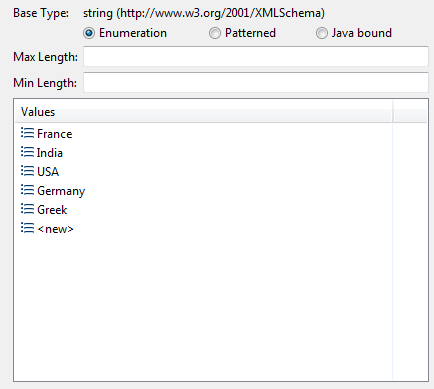 Base Type: string (http://www.w3.org/2001/XMLSchema)
Enumeration Patterned Java bound
Max Length:
Min Length:
Values
France
India
USA
Germany
Greek
<new>